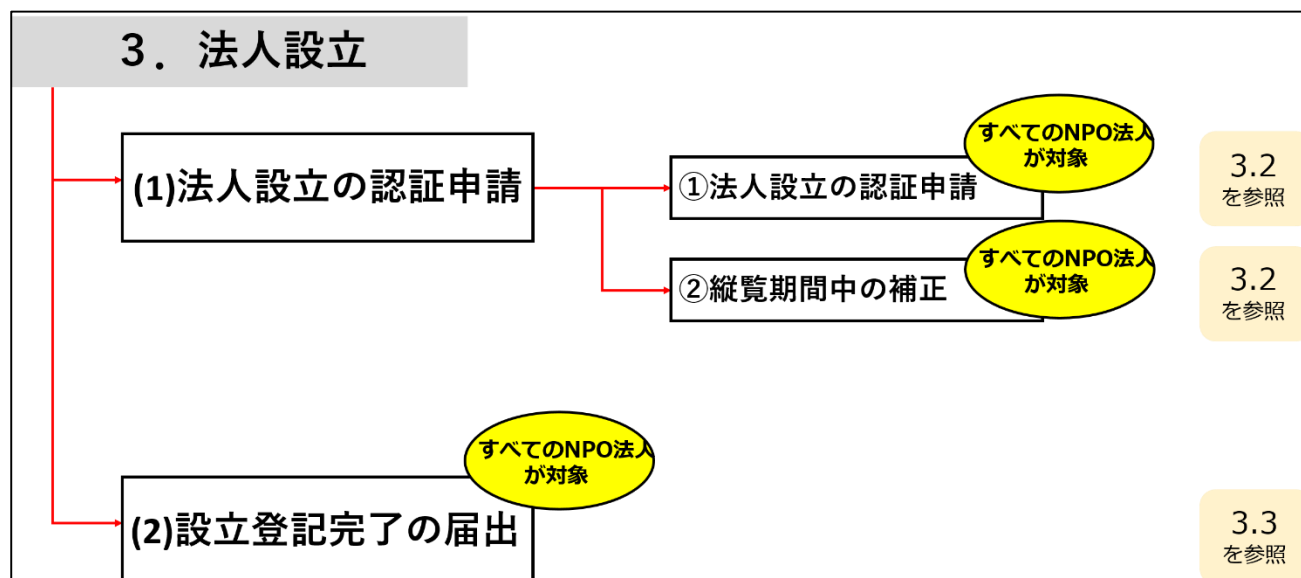 3．法人設立
すべてのNPO法人
が対象
(1)法人設立の認証申請
①法人設立の認証申請
3.2
を参照
すべてのNPO法人
が対象
②縦覧期間中の補正
3.2
を参照
すべてのNPO法人
が対象
(2)設立登記完了の届出
3.3
を参照